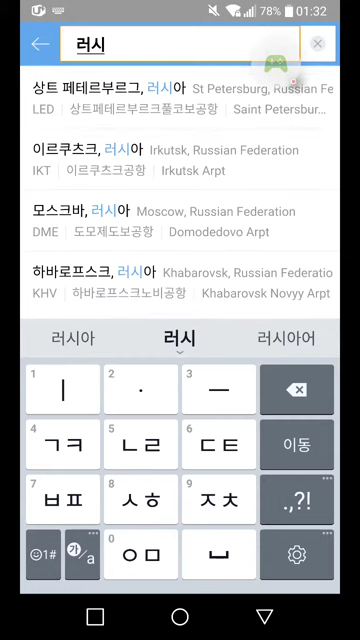 78% 01:32
러시
상트 페테르부르그, 러시아 St Petersburg, Russian Fe
LED 상트페테르부르크풀코보공항 Saint Petersbur...
이르쿠츠크, 러시아 Irkutsk, Russian Federation
IKT 이르쿠츠크공항 Irkutsk Arpt
모스크바, 러시아 Moscow, Russian Federation
DME 도모제도보공항 Domodedovo Arpt
하바로프스크, 러시아 Khabarovsk, Russian Federatio
KHV 하바로프스크노비공항 Khabarovsk Novyy Arpt
러시아 러시 러시아어
1 ㅣ 2 · 3 ㅡ
4 ㄱㅋ 5 ㄴㄹ 6 ㄷㅌ 이동
7 ㅂㅍ 8 ㅅㅎ 9 ㅈㅊ .,?!
1# 가/a 0 ㅇㅁ